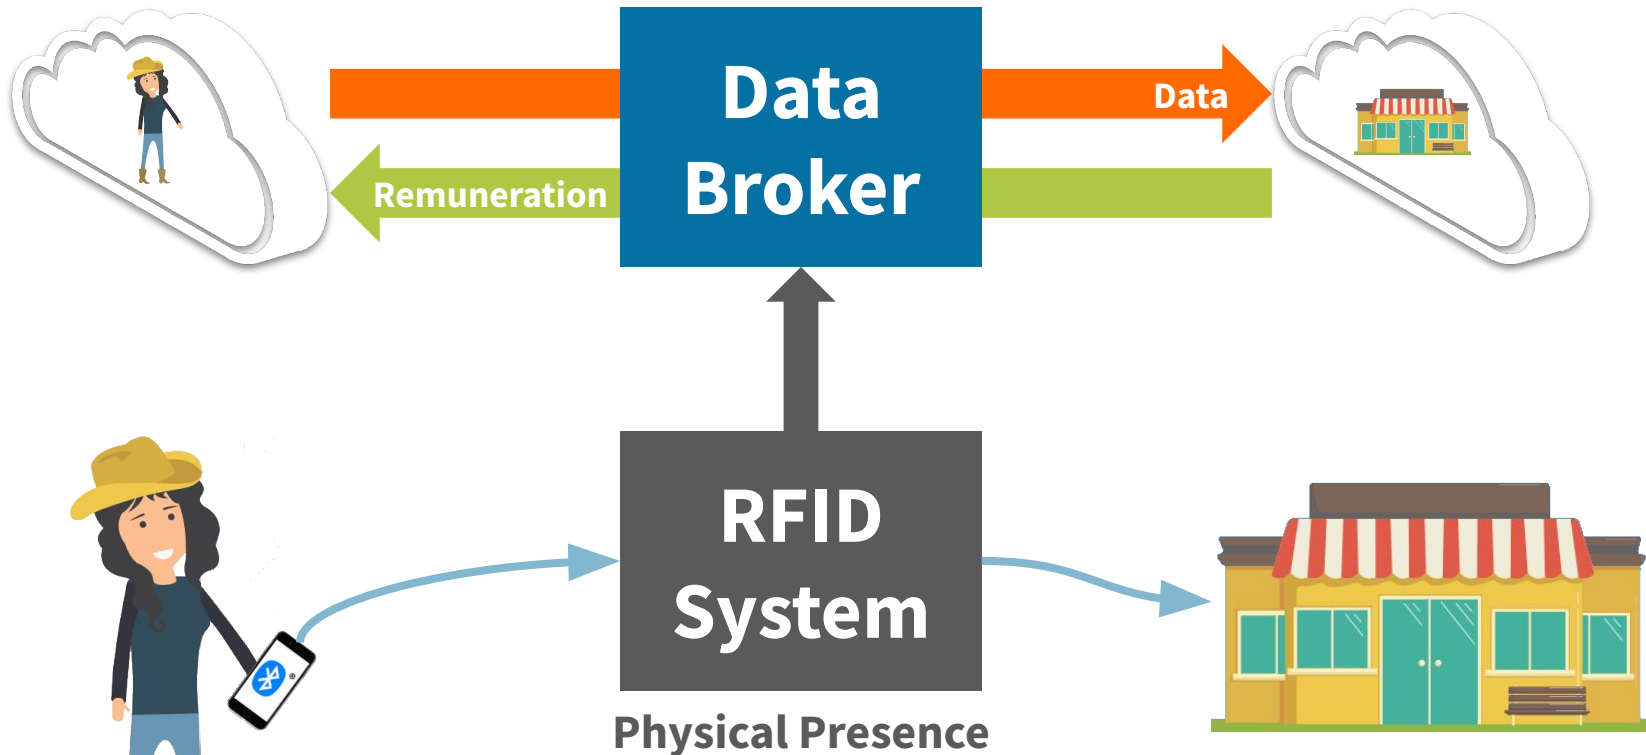 Data
Broker
Data
Remuneration
RFID
System
Physical Presence